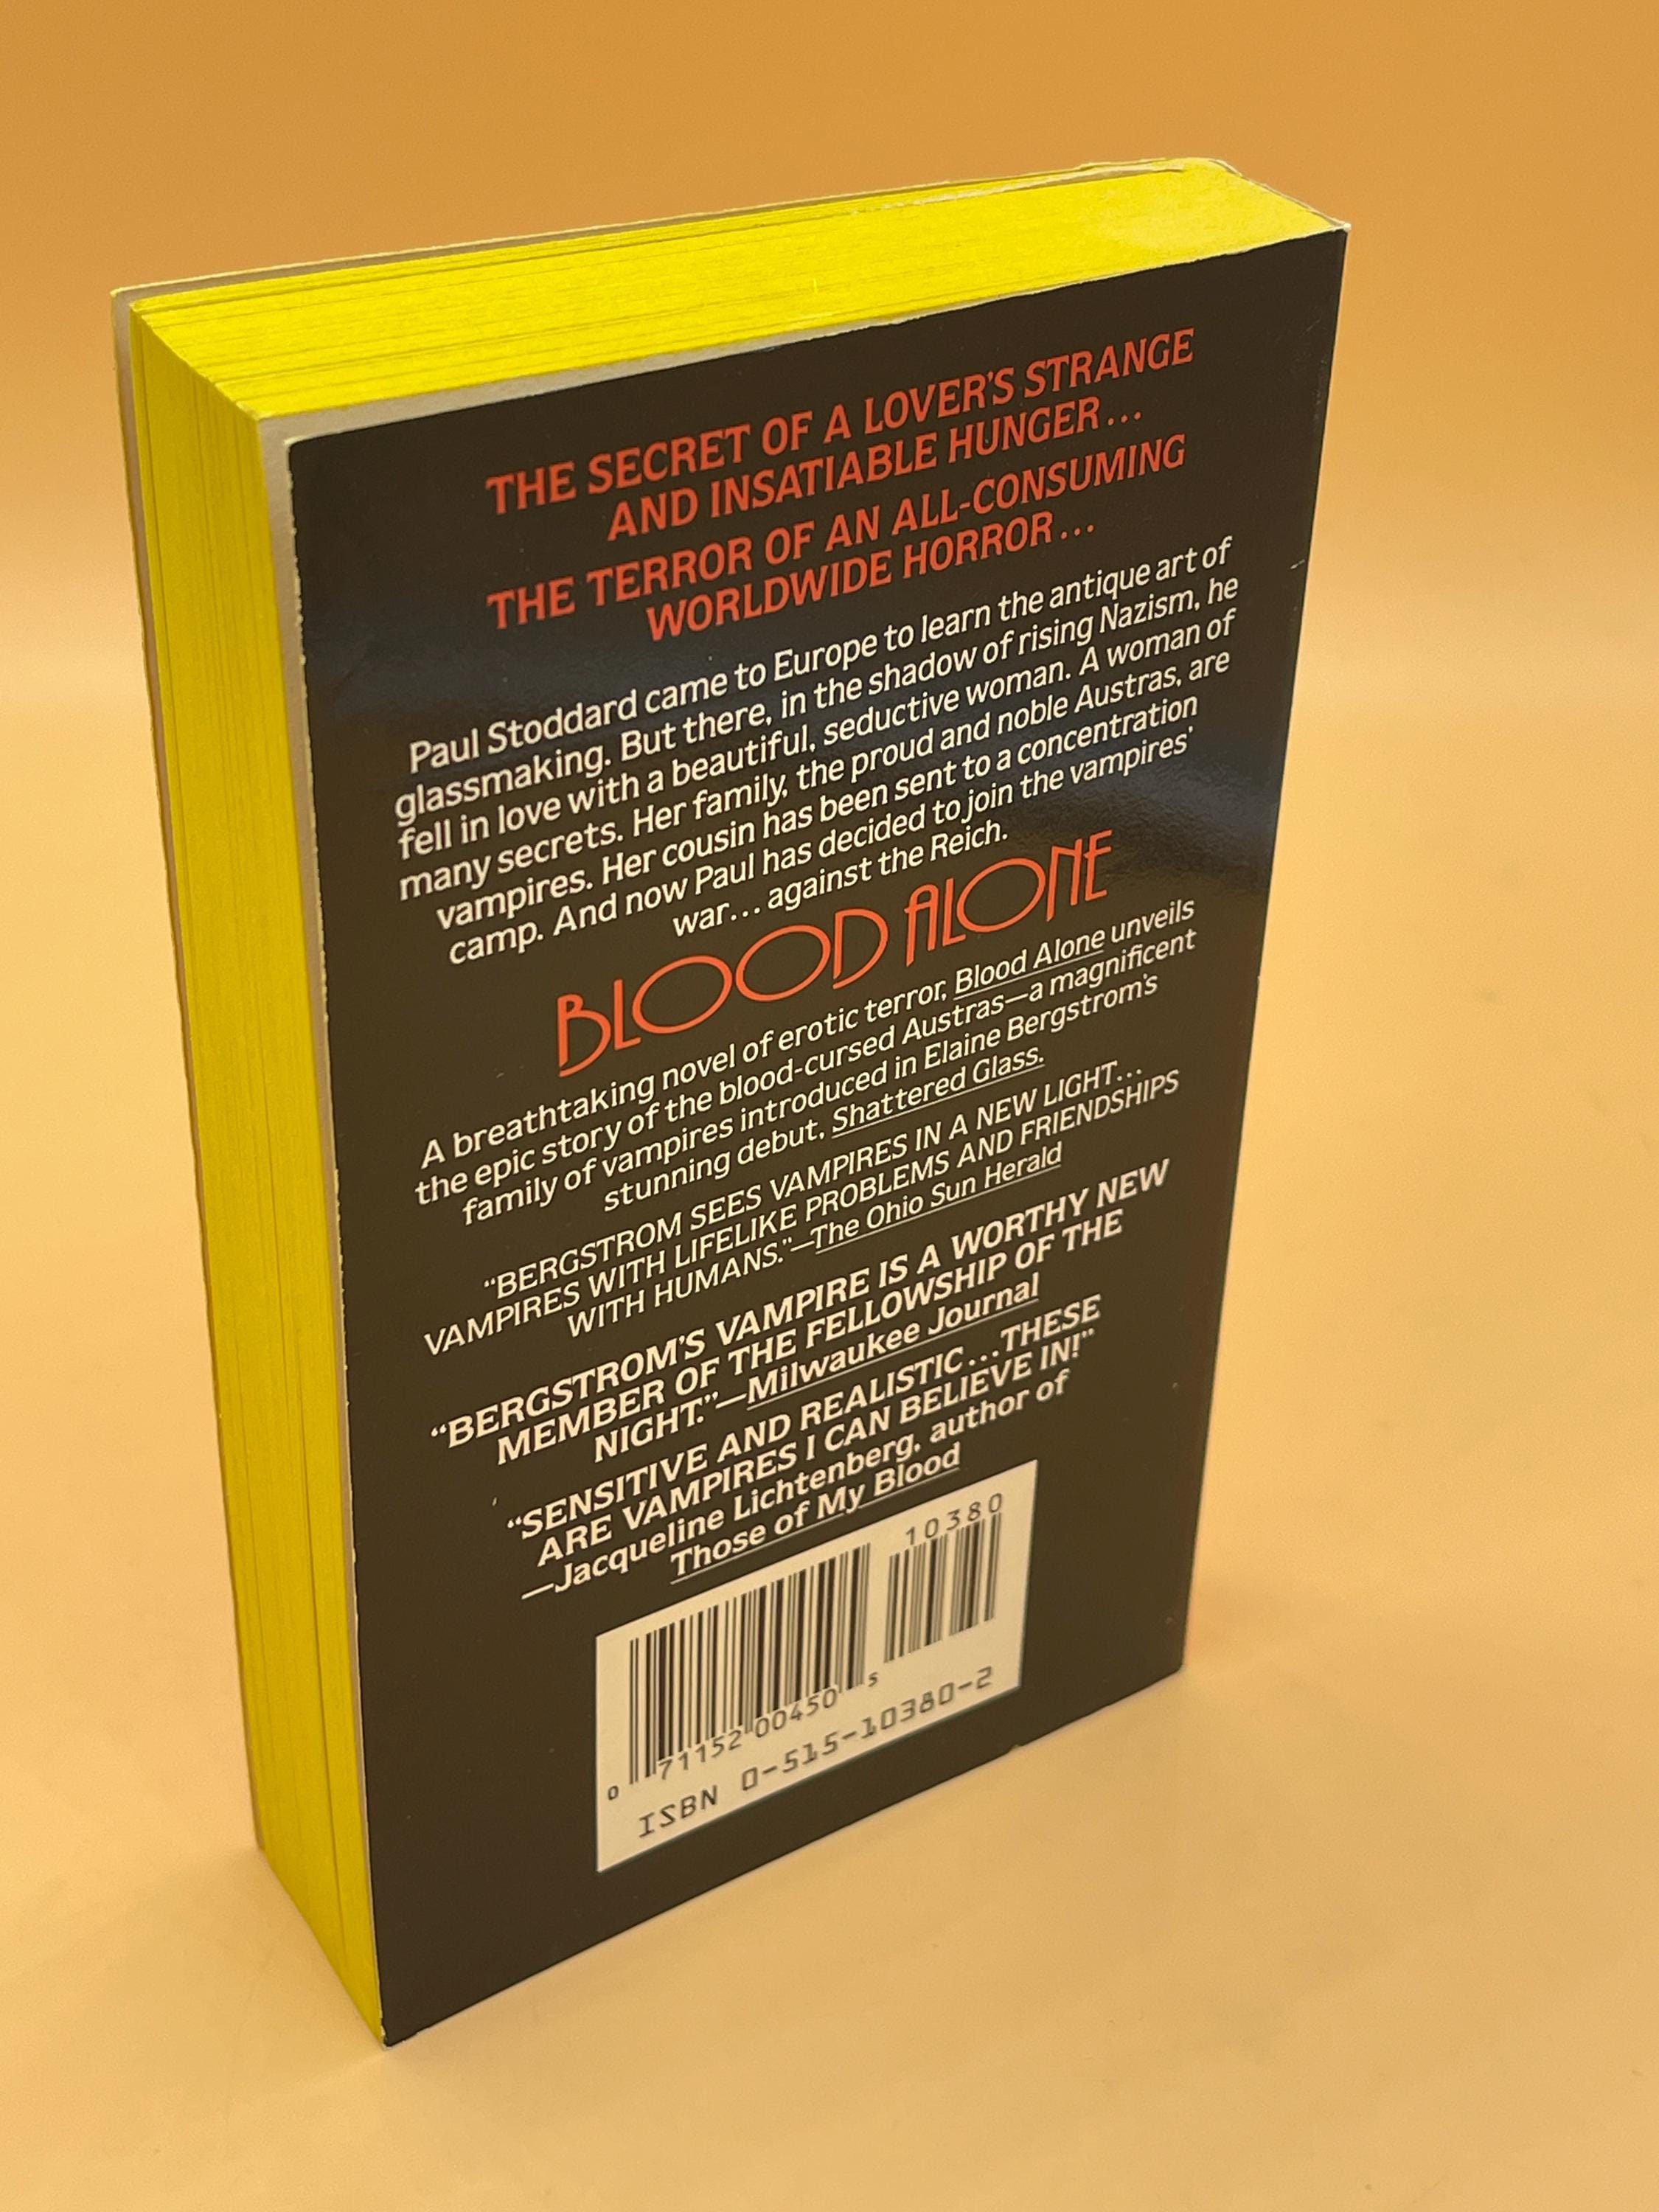 THE SECRET OF A LOVER'S STRANGE
AND INSATIABLE HUNGER...
THE TERROR OF AN ALL-CONSUMING
WORLDWIDE HORROR...
Paul Stoddard came to Europe to learn the antique art of
glassmaking. But there, in the shadow of rising Nazism, he
fell in love with a beautiful, seductive woman. A woman of
many secrets. Her family, the proud and noble Austras, are
vampires. Her cousin has been sent to a concentration
camp. And now Paul has decided to join the vampires'
war... against the Reich.
BLOOD ALONE
A breathtaking novel of erotic terror, Blood Alone unveils
the epic story of the blood-cursed Austras—a magnificent
family of vampires introduced in Elaine Bergstrom's
stunning debut, Shattered Glass.
“BERGSTROM SEES VAMPIRES IN A NEW LIGHT...
VAMPIRES WITH LIFELIKE PROBLEMS AND FRIENDSHIPS
WITH HUMANS.”—The Ohio Sun Herald
“BERGSTROM'S VAMPIRE IS A WORTHY NEW
MEMBER OF THE FELLOWSHIP OF THE
NIGHT.”—Milwaukee Journal
“SENSITIVE AND REALISTIC...THESE
ARE VAMPIRES I CAN BELIEVE IN!”
—Jacqueline Lichtenberg, author of
Those of My Blood
10380
0 71152 00450 5
ISBN 0-515-10380-2